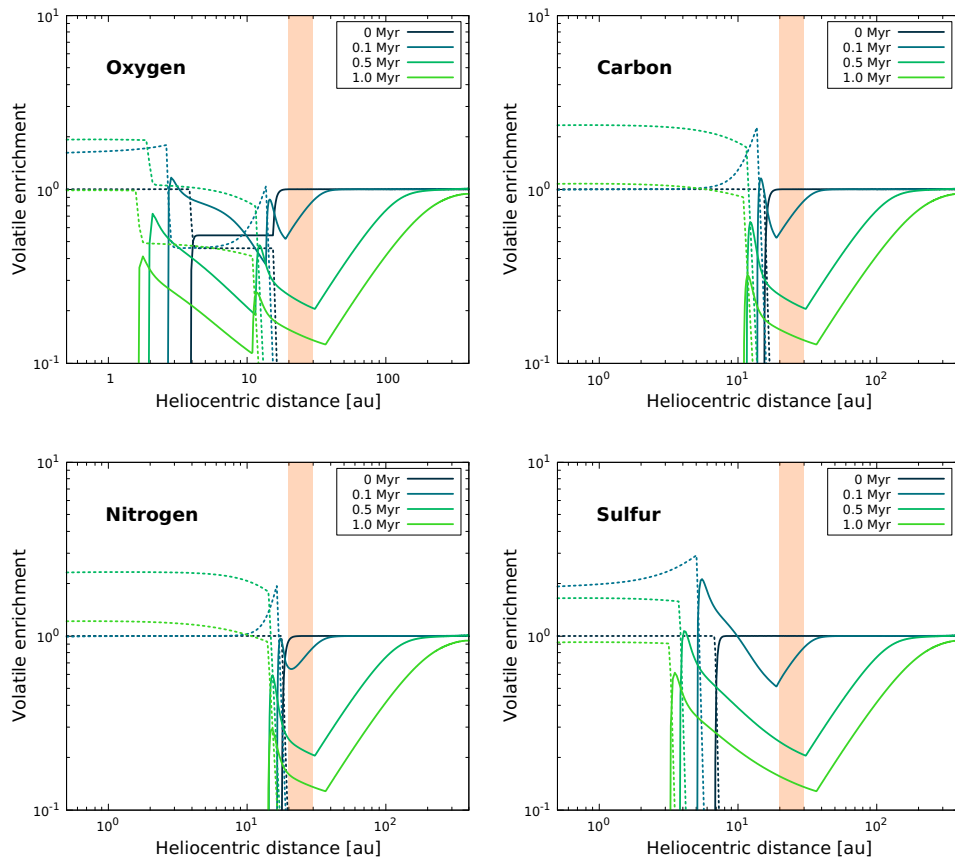 Oxygen
0 Myr
0.1 Myr
0.5 Myr
1.0 Myr
Volatile enrichment
10^1
10^0
10^-1
1
10
100
Heliocentric distance [au]
Carbon
0 Myr
0.1 Myr
0.5 Myr
1.0 Myr
Volatile enrichment
10^1
10^0
10^-1
10^0
10^1
10^2
Heliocentric distance [au]
Nitrogen
0 Myr
0.1 Myr
0.5 Myr
1.0 Myr
Volatile enrichment
10^1
10^0
10^-1
10^0
10^1
10^2
Heliocentric distance [au]
Sulfur
0 Myr
0.1 Myr
0.5 Myr
1.0 Myr
Volatile enrichment
10^1
10^0
10^-1
10^0
10^1
10^2
Heliocentric distance [au]